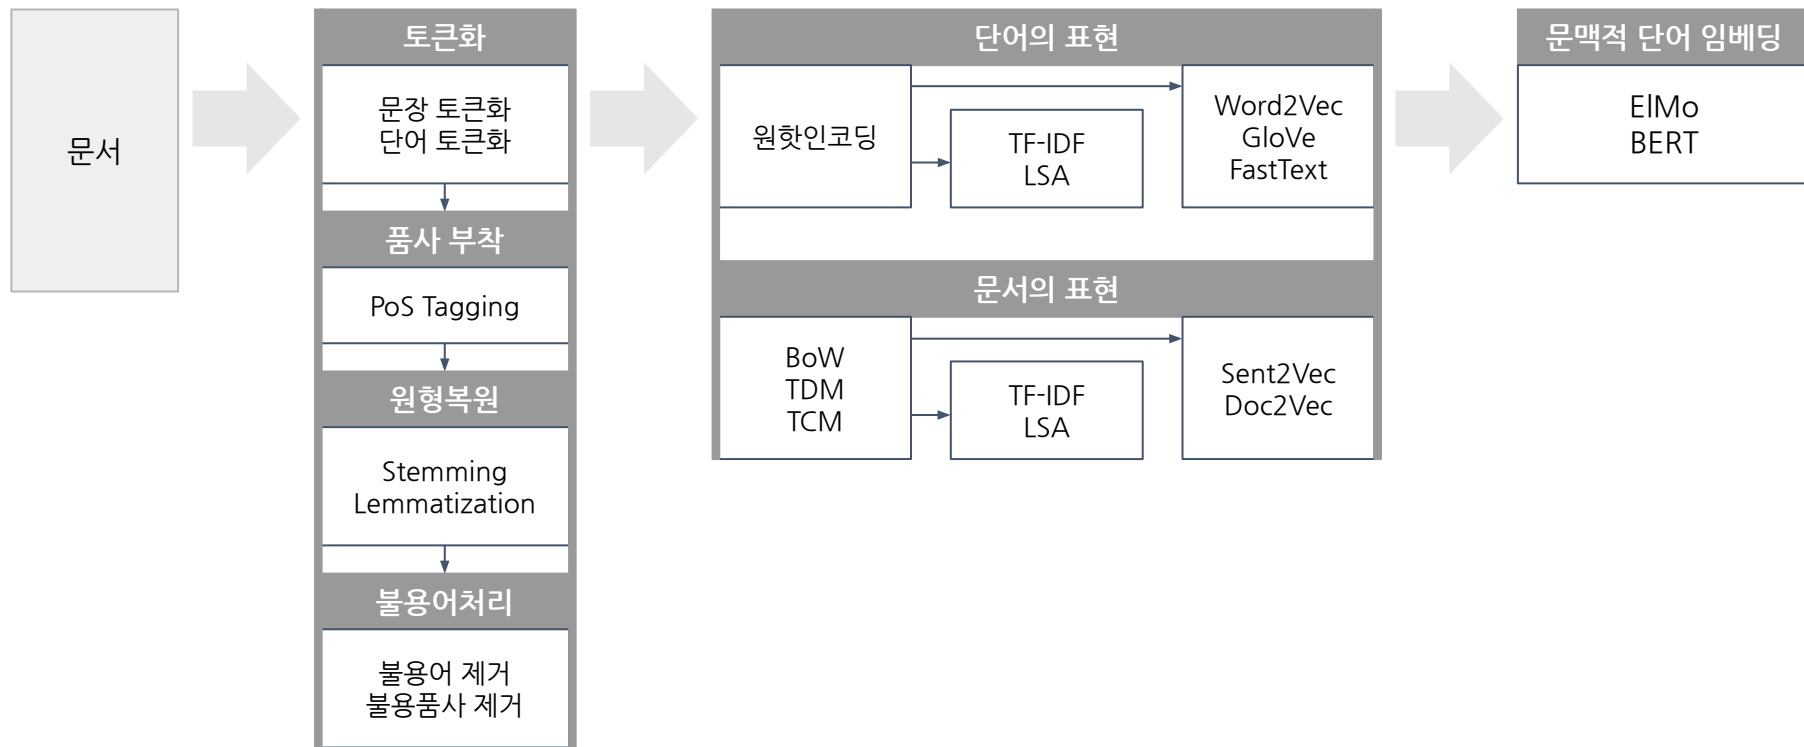 문서
토큰화
문장 토큰화
단어 토큰화
품사 부착
PoS Tagging
원형복원
Stemming
Lemmatization
불용어처리
불용어 제거
불용품사 제거
단어의 표현
원핫인코딩
TF-IDF
LSA
Word2Vec
GloVe
FastText
문서의 표현
BoW
TDM
TCM
TF-IDF
LSA
Sent2Vec
Doc2Vec
문맥적 단어 임베딩
ElMo
BERT